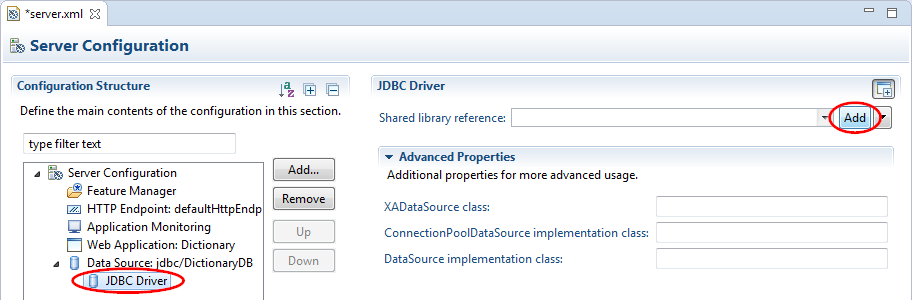 *server.xml
Server Configuration
Configuration Structure
Define the main contents of the configuration in this section.
type filter text
Server Configuration
Feature Manager
HTTP Endpoint: defaultHttpEndp
Application Monitoring
Web Application: Dictionary
Data Source: jdbc/DictionaryDB
JDBC Driver
Add...
Remove
Up
Down
JDBC Driver
Shared library reference:
Add
Advanced Properties
Additional properties for more advanced usage.
XADataSource class:
ConnectionPoolDataSource implementation class:
DataSource implementation class: